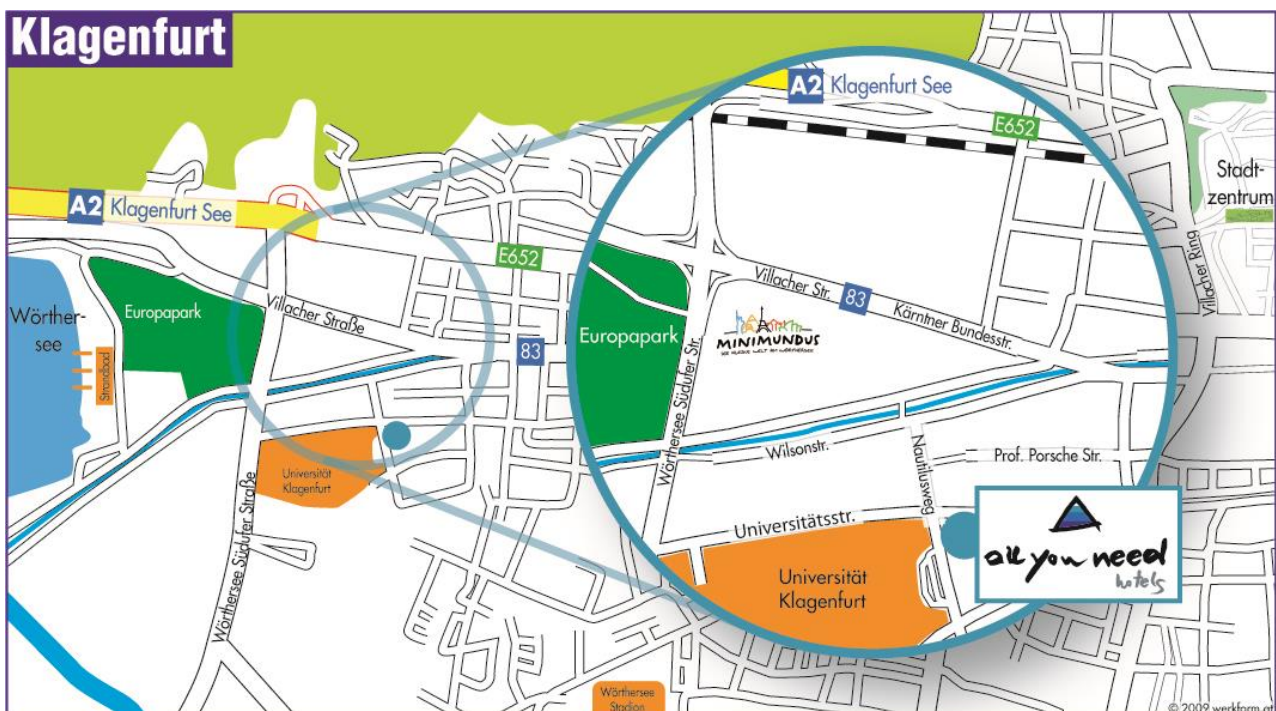 Klagenfurt
A2 Klagenfurt See
E652
Stadt-
zentrum
A2 Klagenfurt See
E652
Villacher Ring
Villacher Str.
83
Kärntner Bundesstr.
Europapark
Villacher Straße
Wörther-
see
Strandbad
83
Europapark
MINIMUNDUS
Wörthersee Südufer Str.
Wilsonstr.
Nautilusweg
Prof. Porsche Str.
Universität
Klagenfurt
Wörthersee Südufer Straße
Universitätsstr.
Universität
Klagenfurt
all you need
hotels
Wörthersee
Stadion
© 2009 werkform.at